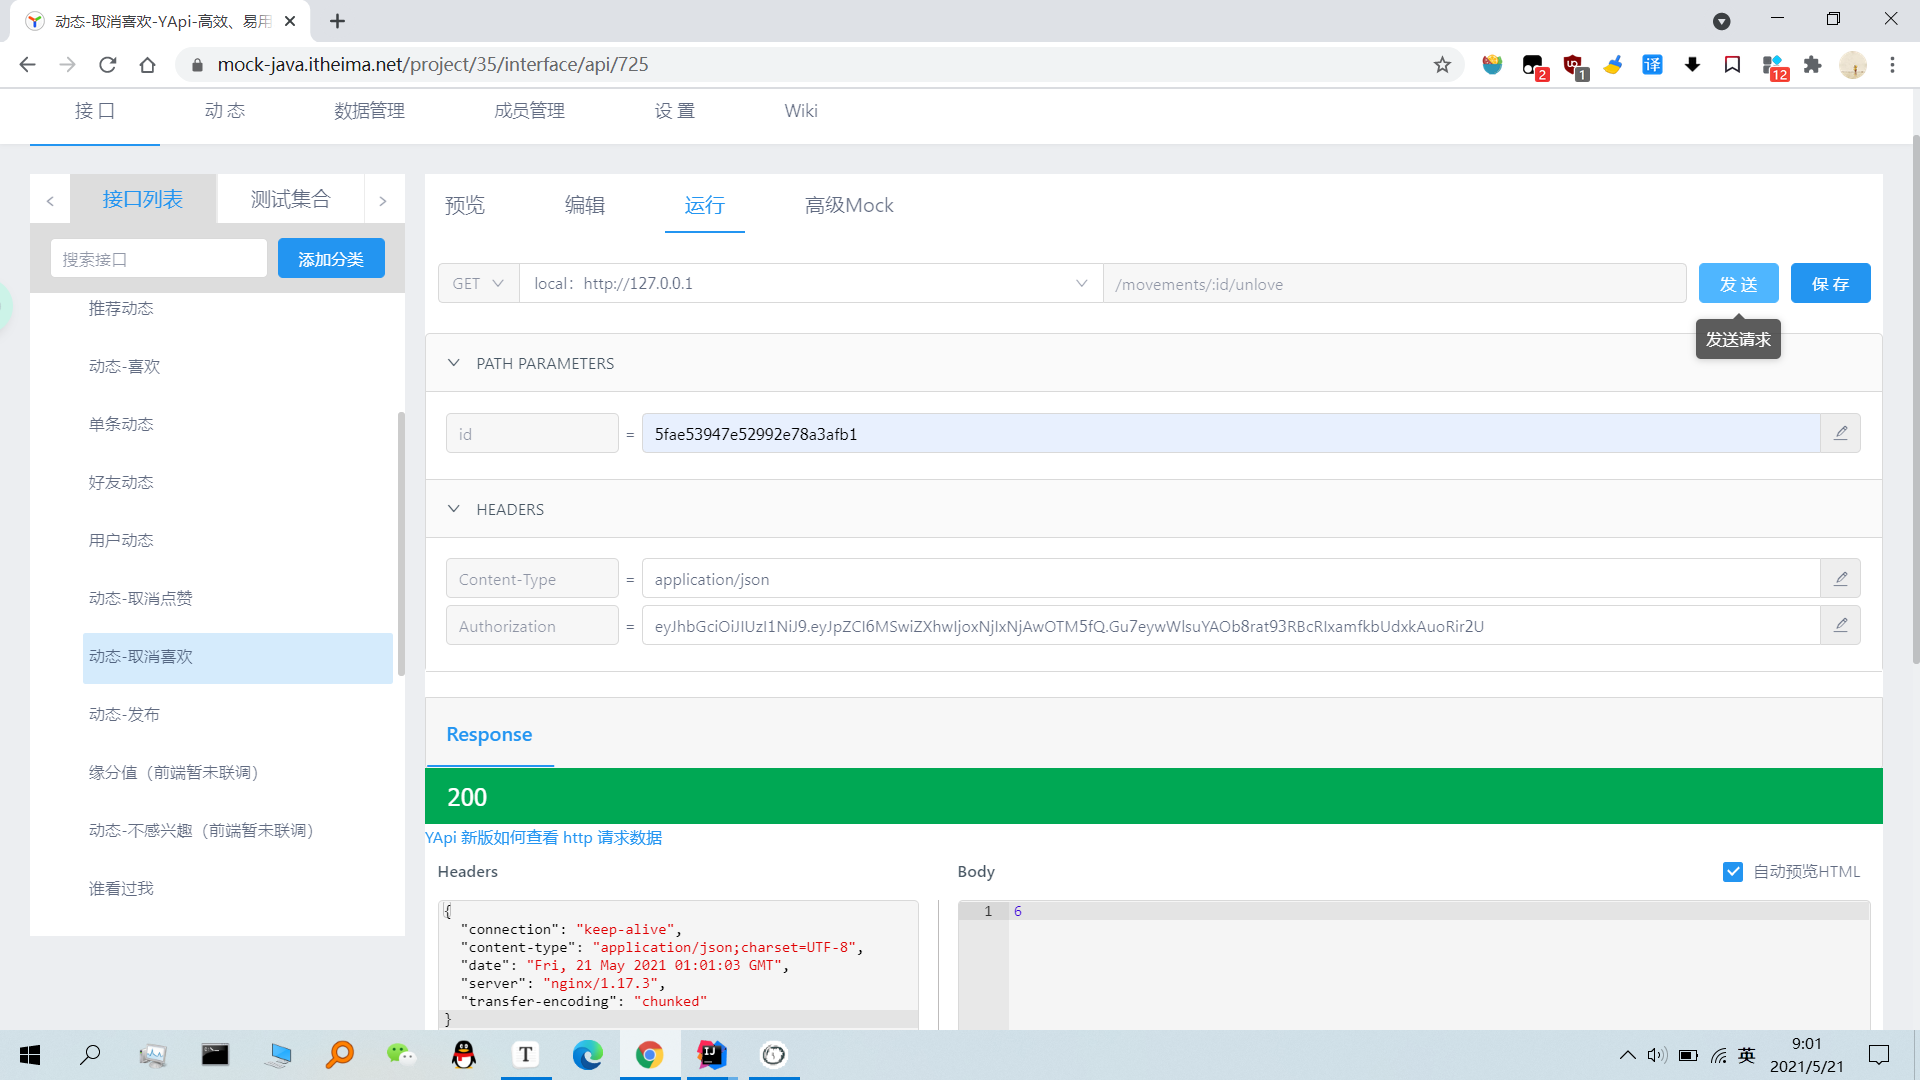 动态-取消喜欢-YApi-高效、易用
mock-java.itheima.net/project/35/interface/api/725
2
1
译
12
接 口
动 态
数据管理
成员管理
设 置
Wiki
接口列表
测试集合
搜索接口
添加分类
推荐动态
动态-喜欢
单条动态
好友动态
用户动态
动态-取消点赞
动态-取消喜欢
动态-发布
缘分值（前端暂未联调）
动态-不感兴趣（前端暂未联调）
谁看过我
预览
编辑
运行
高级Mock
GET
local：http://127.0.0.1
/movements/:id/unlove
发 送
保 存
发送请求
PATH PARAMETERS
id
=
5fae53947e52992e78a3afb1
HEADERS
Content-Type
=
application/json
Authorization
=
eyJhbGciOiJIUzI1NiJ9.eyJpZCI6MSwiZXhwIjoxNjIxNjAwOTM5fQ.Gu7eywWlsuYAOb8rat93RBcRIxamfkbUdxkAuoRir2U
Response
200
YApi 新版如何查看 http 请求数据
Headers
Body
自动预览HTML
{
"connection": "keep-alive",
"content-type": "application/json;charset=UTF-8",
"date": "Fri, 21 May 2021 01:01:03 GMT",
"server": "nginx/1.17.3",
"transfer-encoding": "chunked"
}
1
6
T
IJ
英
9:01
2021/5/21